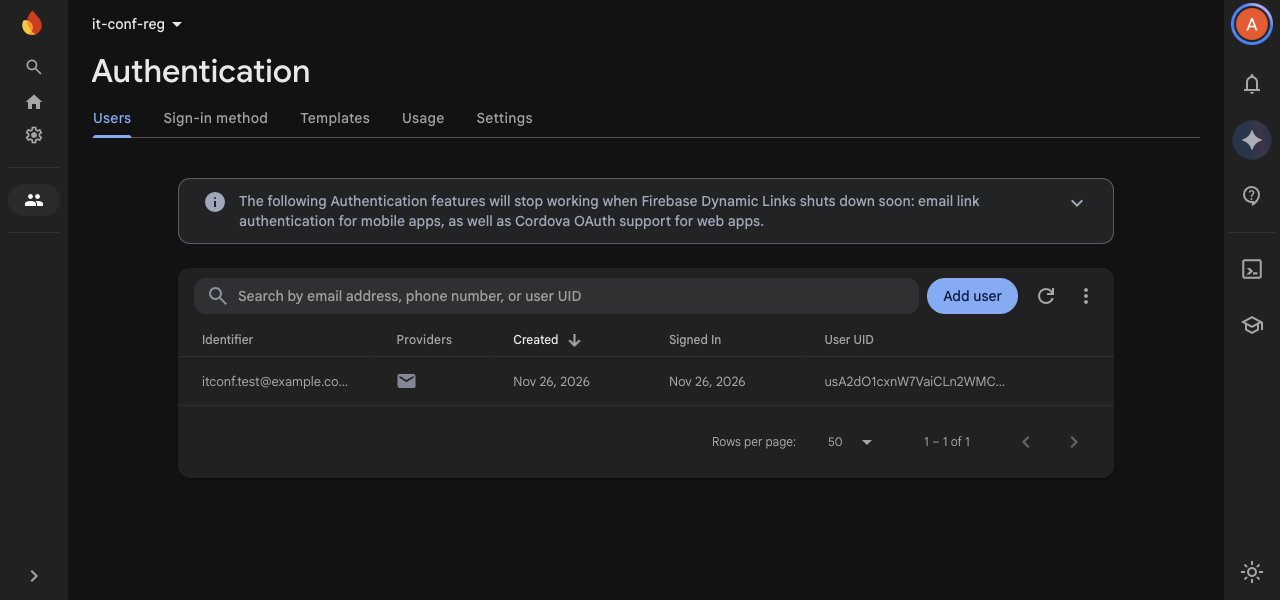 it-conf-reg
A
Authentication
Users Sign-in method Templates Usage Settings
The following Authentication features will stop working when Firebase Dynamic Links shuts down soon: email link
authentication for mobile apps, as well as Cordova OAuth support for web apps.
Search by email address, phone number, or user UID
Add user
Identifier Providers Created Signed In User UID
itconf.test@example.co... Nov 26, 2026 Nov 26, 2026 usA2dO1cxnW7VaiCLn2WMC...
Rows per page: 50 1 – 1 of 1